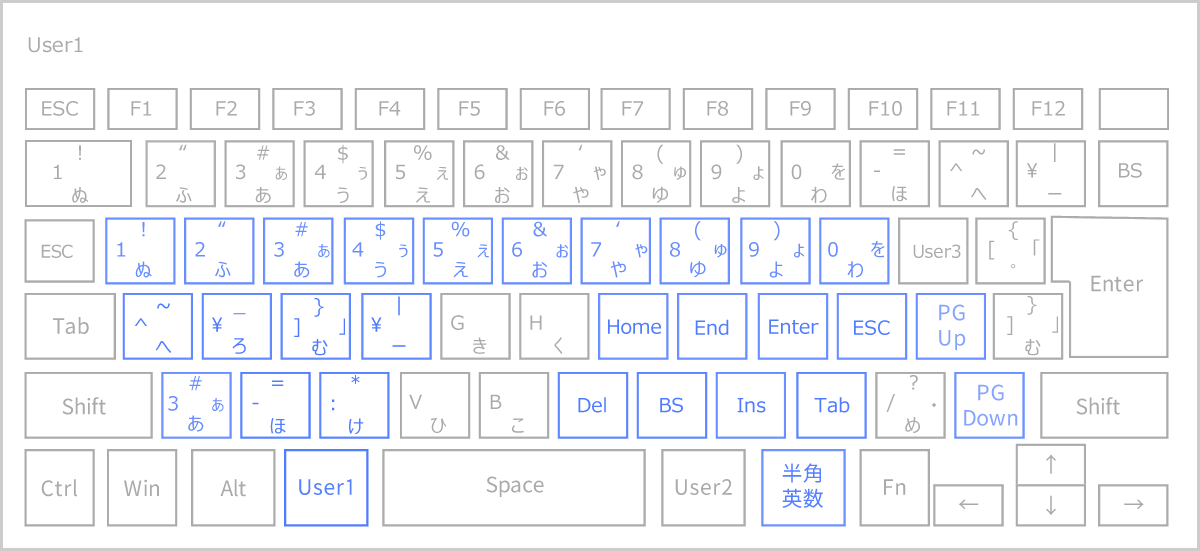 User1
ESC F1 F2 F3 F4 F5 F6 F7 F8 F9 F10 F11 F12
! “ # $ % & ‘ ( ) = ~ |
1 2 3 ぁ 4 ぅ 5 ぇ 6 ぉ 7 ゃ 8 ゅ 9 ょ 0 を - ^ ¥ BS
ぬ ふ あ う え お や ゆ よ わ ほ へ ー
! “ # $ % & ‘ ( ) {
ESC 1 2 3 ぁ 4 ぅ 5 ぇ 6 ぉ 7 ゃ 8 ゅ 9 ょ 0 を User3 [ 「 Enter
ぬ ふ あ う え お や ゆ よ わ ゜
~ _ } | PG }
Tab ^ ¥ ] 」 ¥ G H Home End Enter ESC Up ] 」
へ ろ む ー き く む
# = * ? PG
Shift 3 ぁ - : V B Del BS Ins Tab / ・ Down Shift
あ ほ け ひ こ め
Ctrl Win Alt User1 Space User2 半角 Fn ↑
英数 ← ↓ →